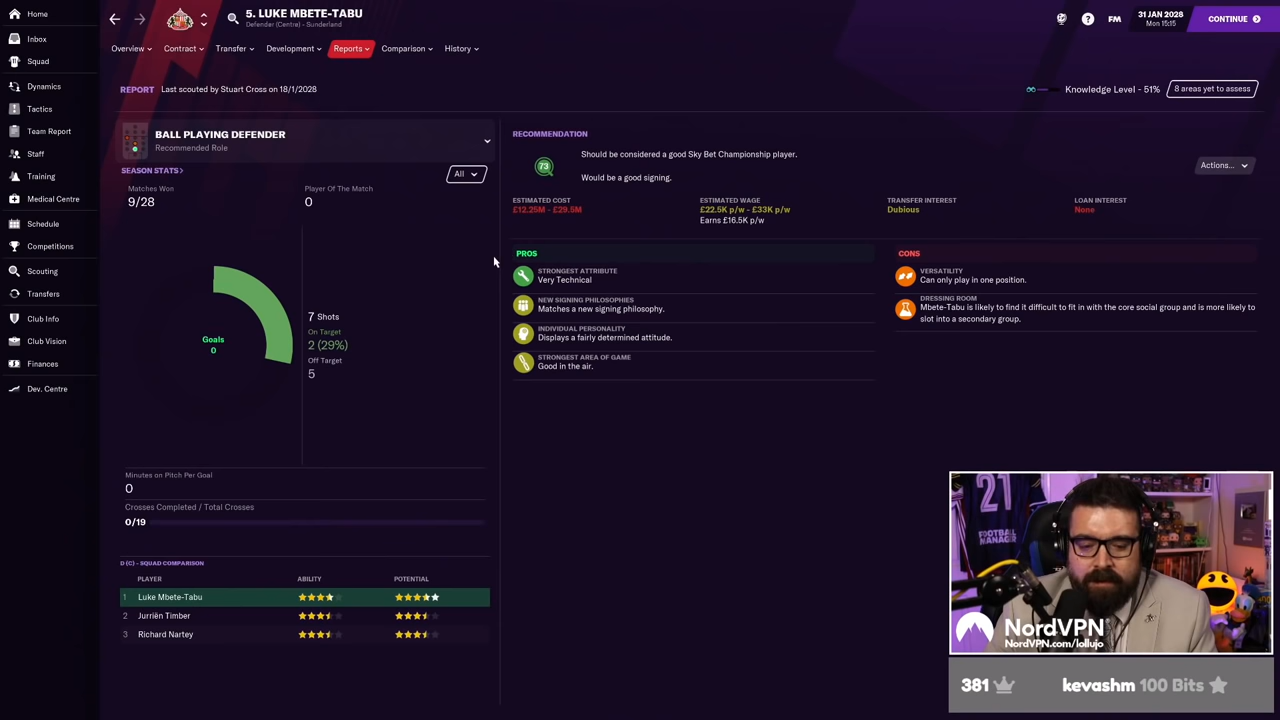 Home
Inbox
Squad
Dynamics
Tactics
Team Report
Staff
Training
Medical Centre
Schedule
Competitions
Scouting
Transfers
Club Info
Club Vision
Finances
Dev. Centre
5. LUKE MBETE-TABU
Defender (Centre) - Sunderland
FM
31 JAN 2028
Mon 15:15
CONTINUE
Overview
Contract
Transfer
Development
Reports
Comparison
History
REPORT
Last scouted by Stuart Cross on 18/1/2028
Knowledge Level - 51%
8 areas yet to assess
BALL PLAYING DEFENDER
Recommended Role
SEASON STATS>
All
Matches Won
9/28
Player Of The Match
0
Goals
0
7 Shots
On Target
2 (29%)
Off Target
5
Minutes on Pitch Per Goal
0
Crosses Completed / Total Crosses
0/19
D (C) - SQUAD COMPARISON
PLAYER ABILITY POTENTIAL
1 Luke Mbete-Tabu
2 Jurriën Timber
3 Richard Nartey
RECOMMENDATION
73
Should be considered a good Sky Bet Championship player.
Would be a good signing.
Actions...
ESTIMATED COST
£12.25M - £29.5M
ESTIMATED WAGE
£22.5K p/w - £33K p/w
Earns £16.5K p/w
TRANSFER INTEREST
Dubious
LOAN INTEREST
None
PROS
STRONGEST ATTRIBUTE
Very Technical
NEW SIGNING PHILOSOPHIES
Matches a new signing philosophy.
INDIVIDUAL PERSONALITY
Displays a fairly determined attitude.
STRONGEST AREA OF GAME
Good in the air.
CONS
VERSATILITY
Can only play in one position.
DRESSING ROOM
Mbete-Tabu is likely to find it difficult to fit in with the core social group and is more likely to
slot into a secondary group.
21
FOOTBALL
MANAGER
NordVPN®
NordVPN.com/lollujo
381
kevashm 100 Bits